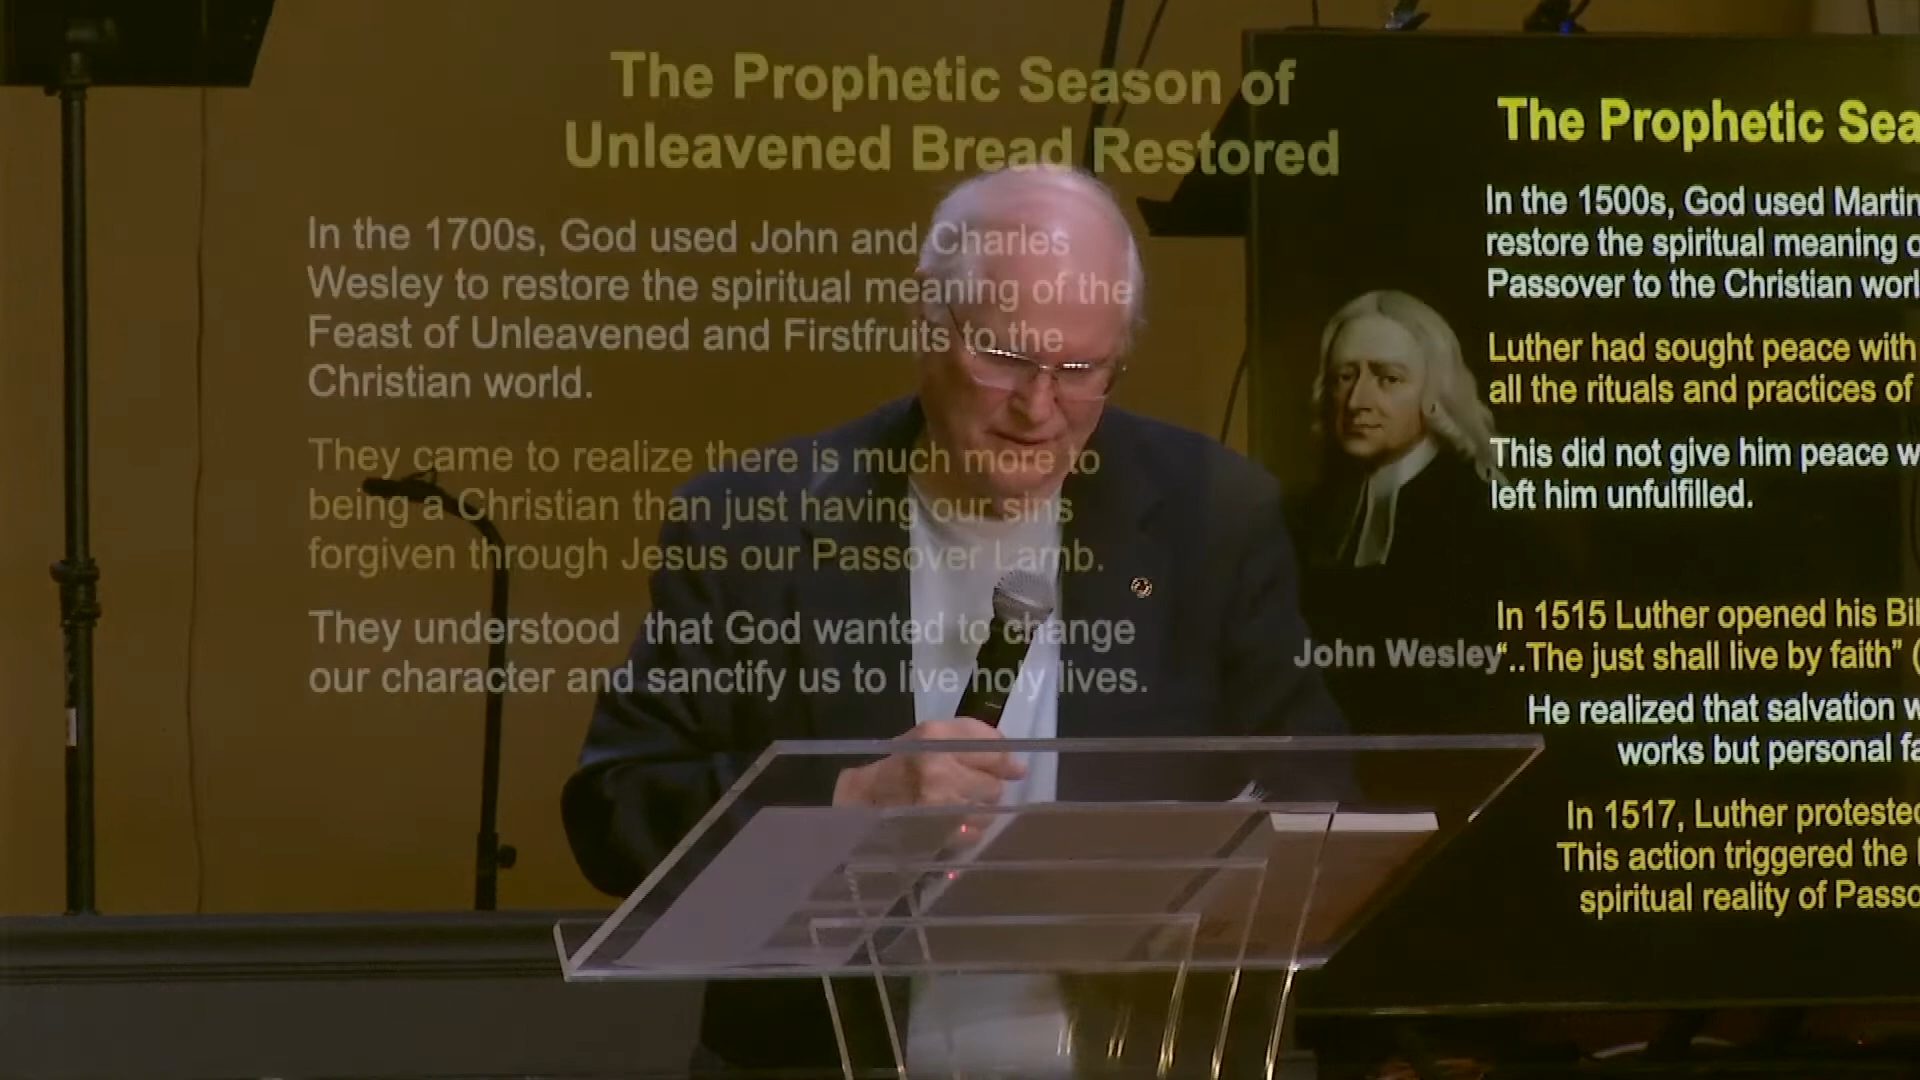 The Prophetic Season of
Unleavened Bread Restored
In the 1700s, God used John and Charles
Wesley to restore the spiritual meaning of the
Feast of Unleavened and Firstfruits to the
Christian world.
They came to realize there is much more to
being a Christian than just having our sins
forgiven through Jesus our Passover Lamb.
They understood that God wanted to change
our character and sanctify us to live holy lives.
John Wesley
The Prophetic Sea
In the 1500s, God used Martin
restore the spiritual meaning
Passover to the Christian
Luther had sought peace with
all the rituals and practices of
This did not give him peace
left him unfulfilled.
In 1515 Luther opened his
“..The just shall live by faith” (
He realized that salvation
works but personal
In 1517, Luther
This action triggered the
spiritual reality of